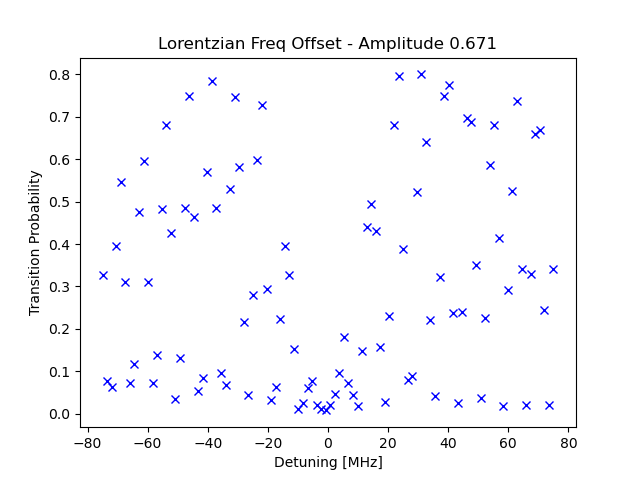 Lorentzian Freq Offset - Amplitude 0.671
Transition Probability
0.8
0.7
0.6
0.5
0.4
0.3
0.2
0.1
0.0
−80 −60 −40 −20 0 20 40 60 80
Detuning [MHz]